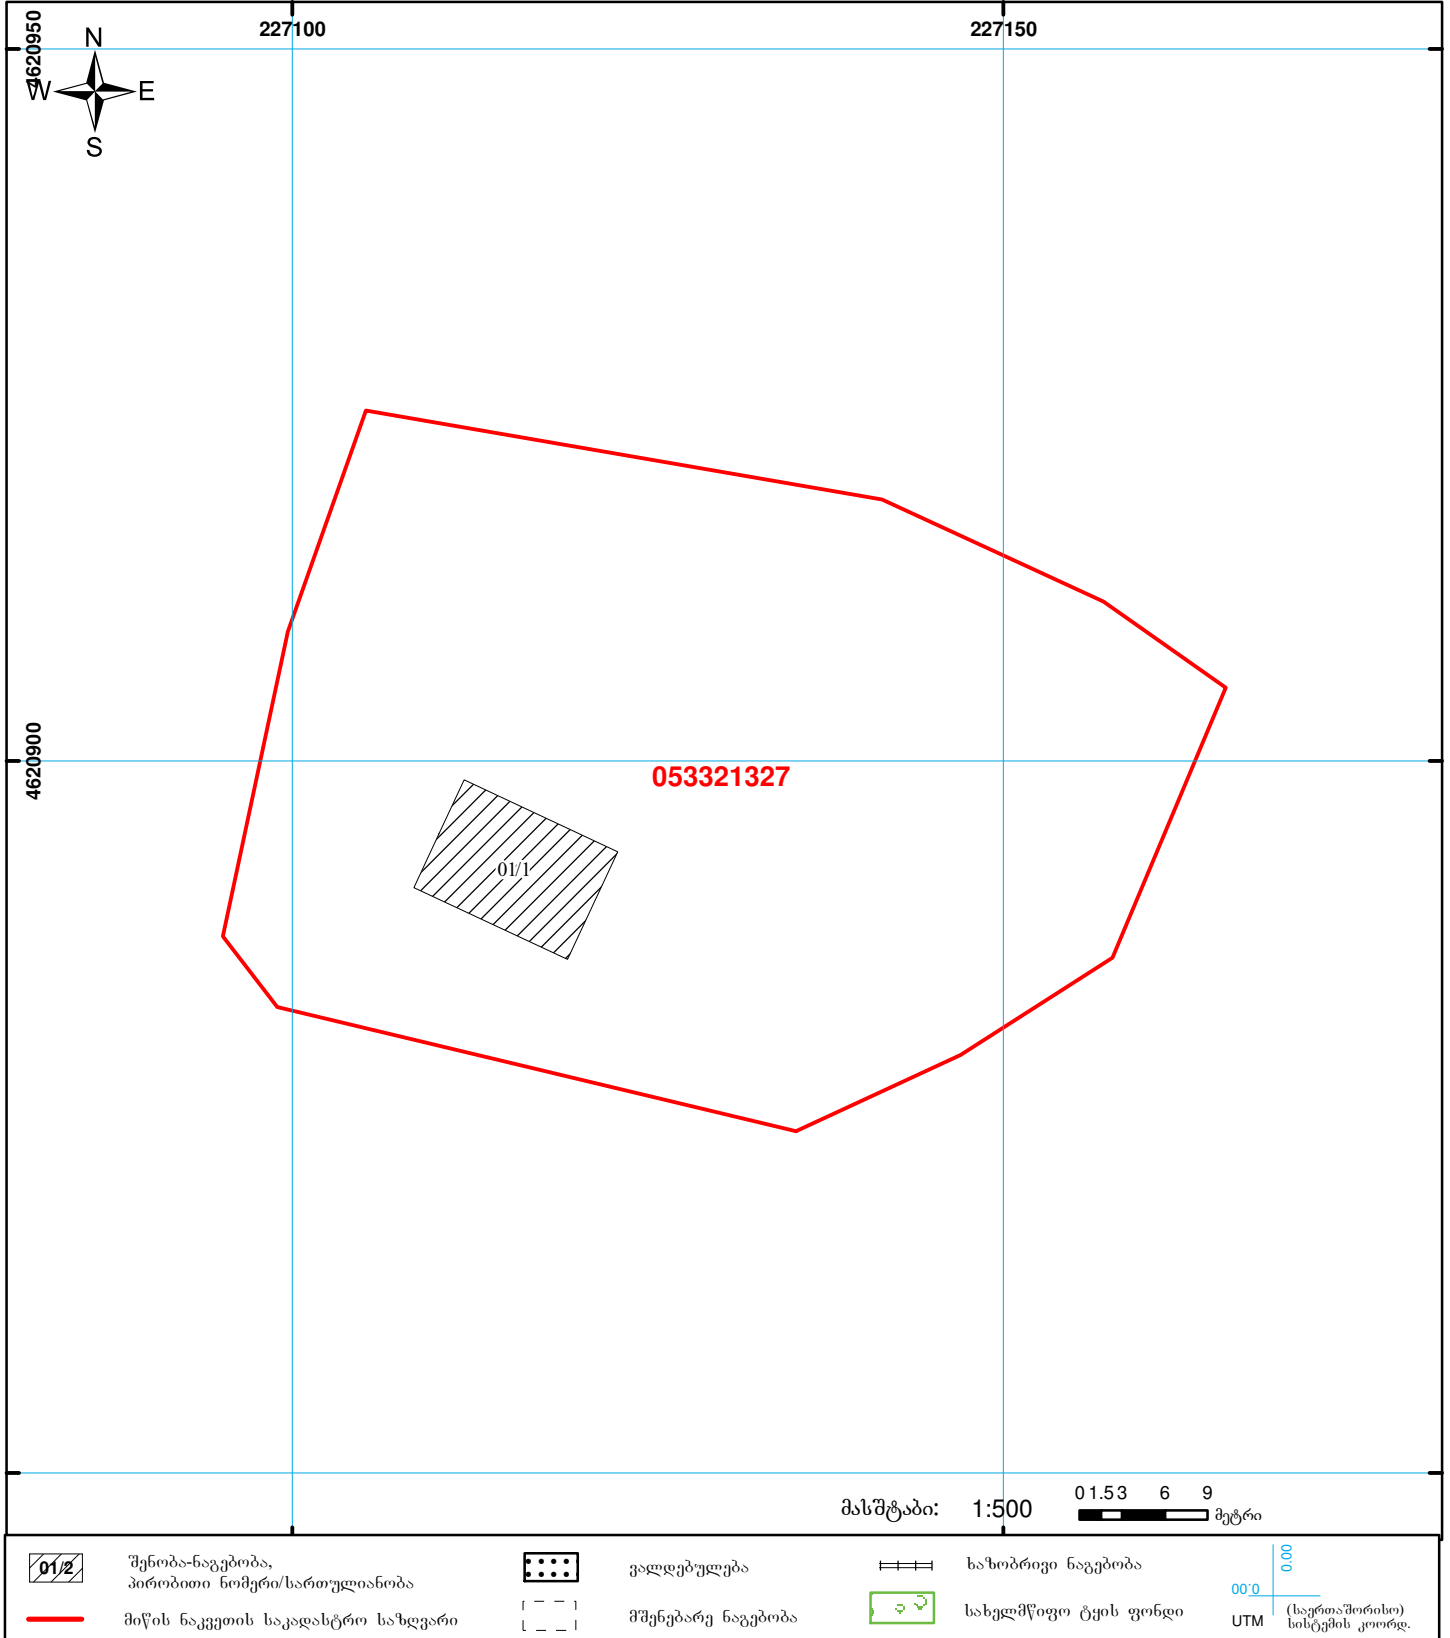 227100 227150
4620950
N
W E
S
4620900
053321327
01/1
მასშტაბი: 1:500 0 1.5 3 6 9 მეტრი
01/2 შენობა-ნაგებობა,
პირობითი ნომერი/სართულიანობა
მიწის ნაკვეთის საკადასტრო საზღვარი
ვალდებულება
მშენებარე ნაგებობა
ხაზობრივი ნაგებობა
სახელმწიფო ტყის ფონდი
00.0
00.0
UTM (საერთაშორისო)
სისტემის კოორდ.